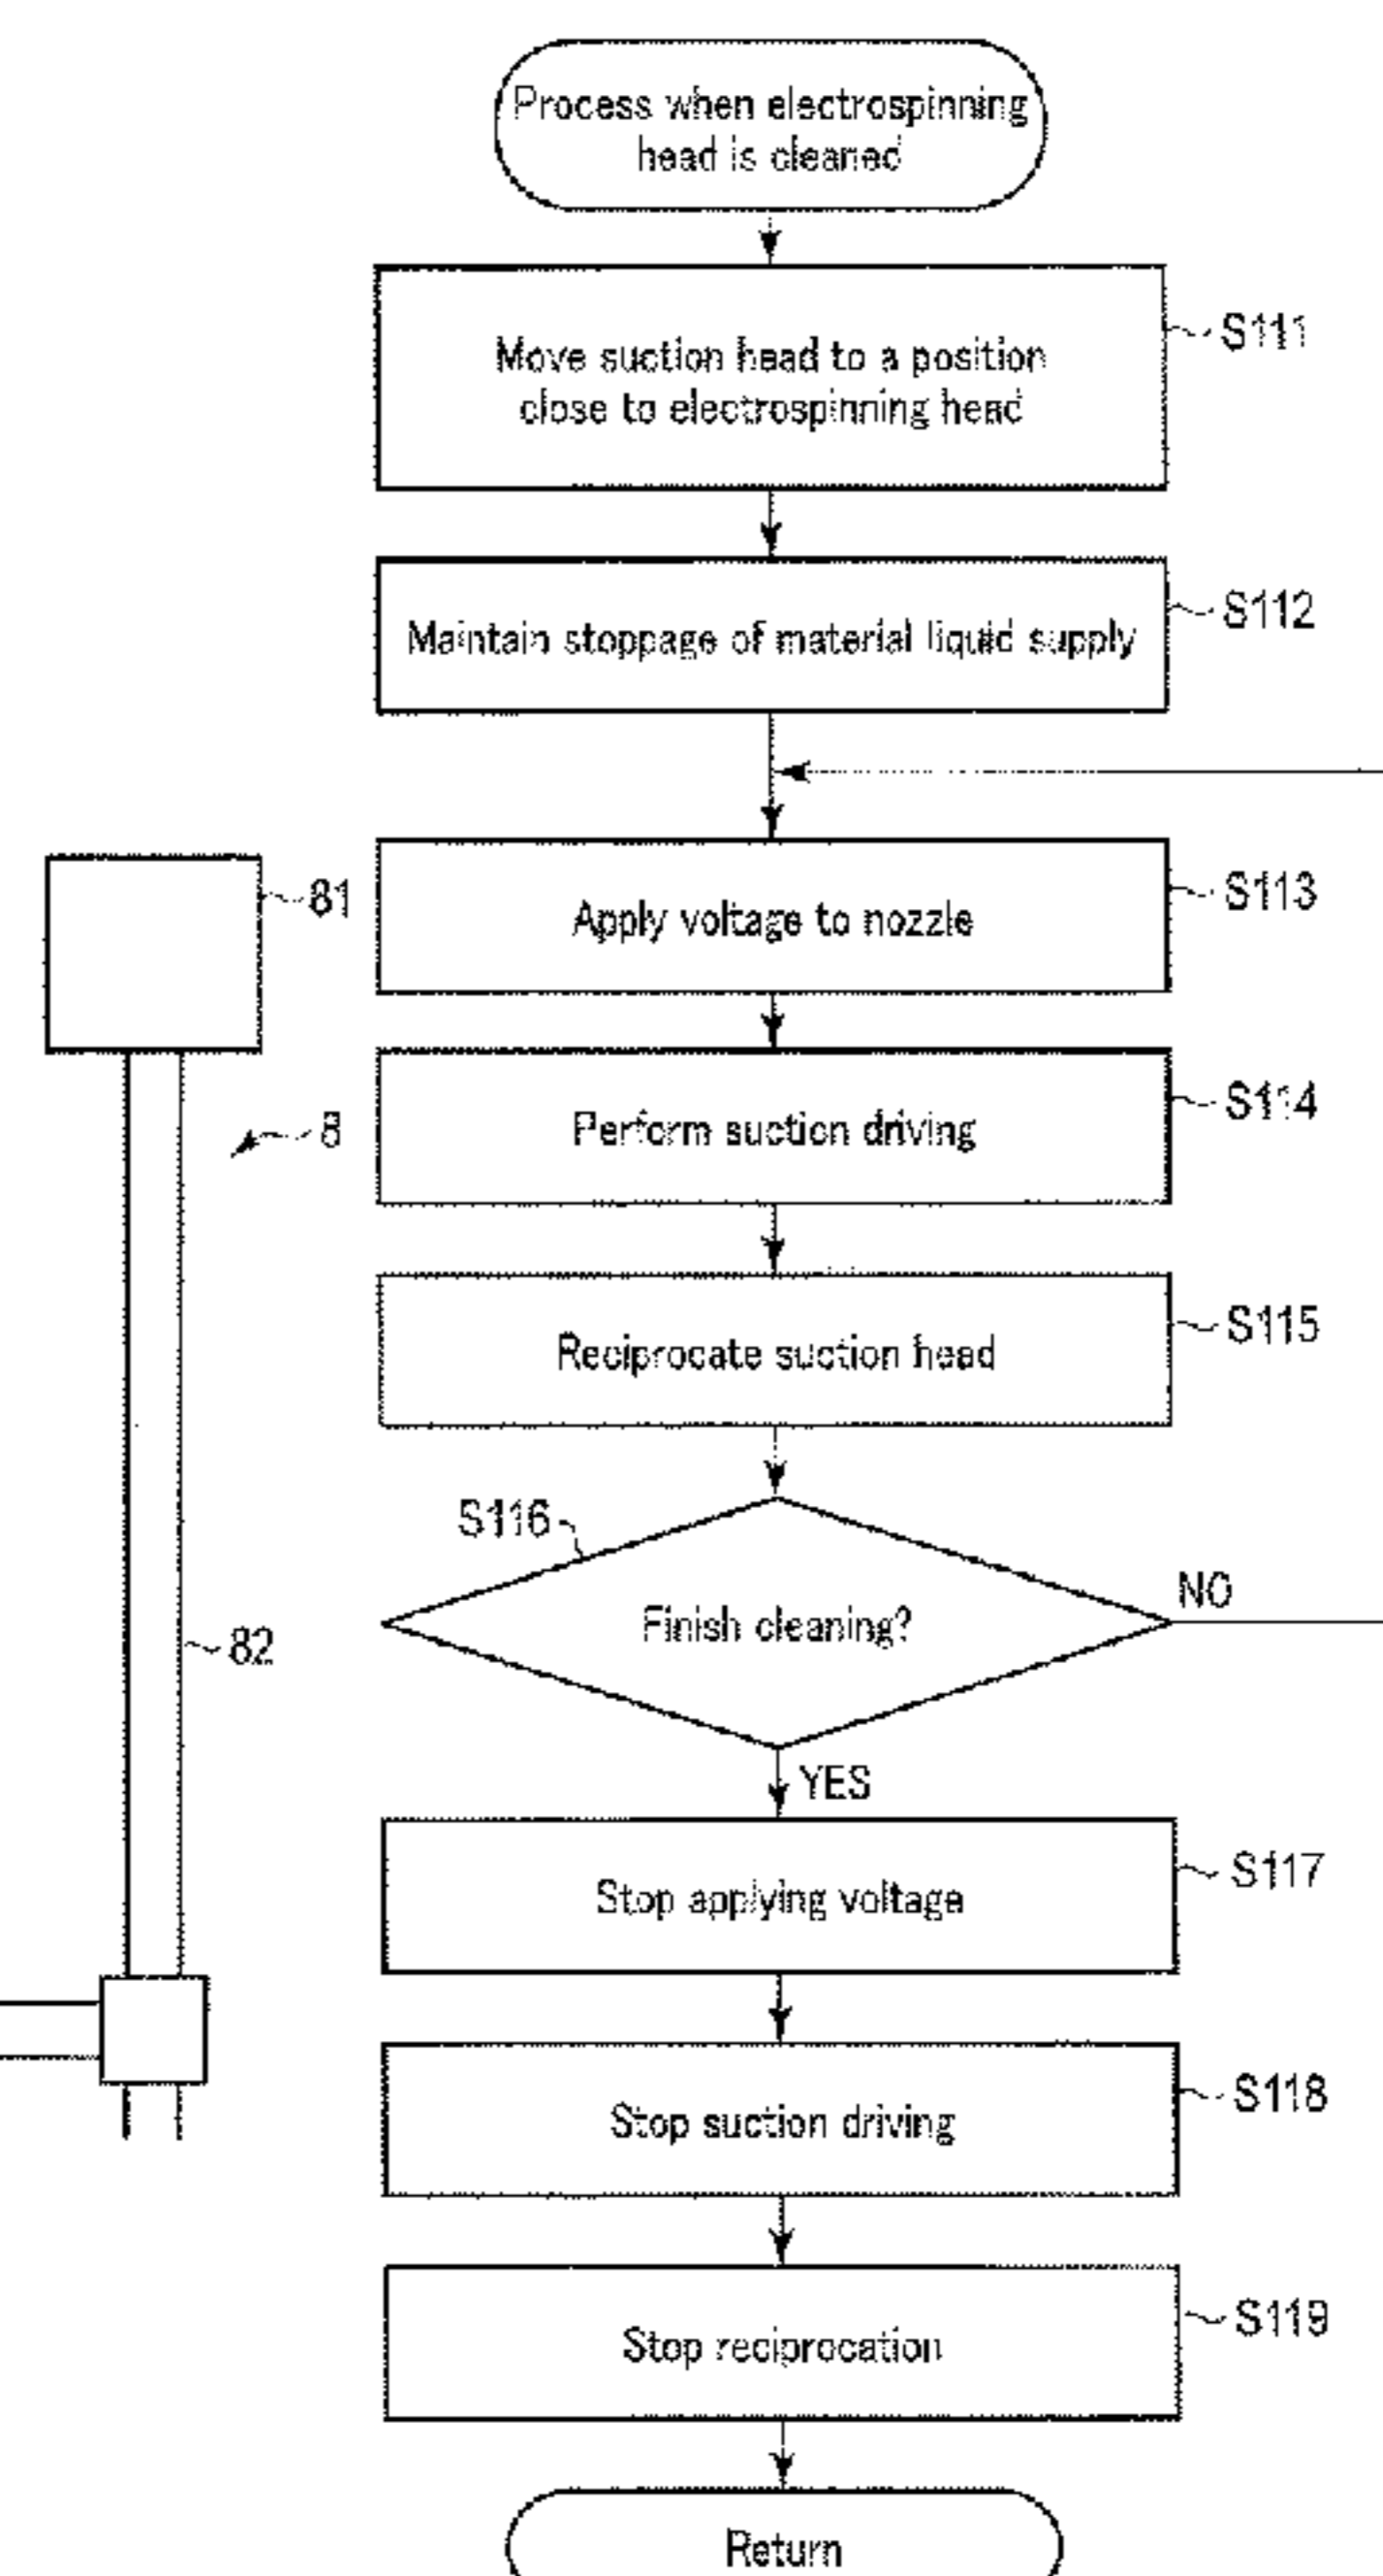 Process when electrospinning
head is cleaned
S111
Move suction head to a position
close to electrospinning head
S112
Maintain stoppage of material liquid supply
81
S113
Apply voltage to nozzle
8
S114
Perform suction driving
S115
Reciprocate suction head
S116
NO
Finish cleaning?
82
YES
S117
Stop applying voltage
S118
Stop suction driving
S119
Stop reciprocation
Return